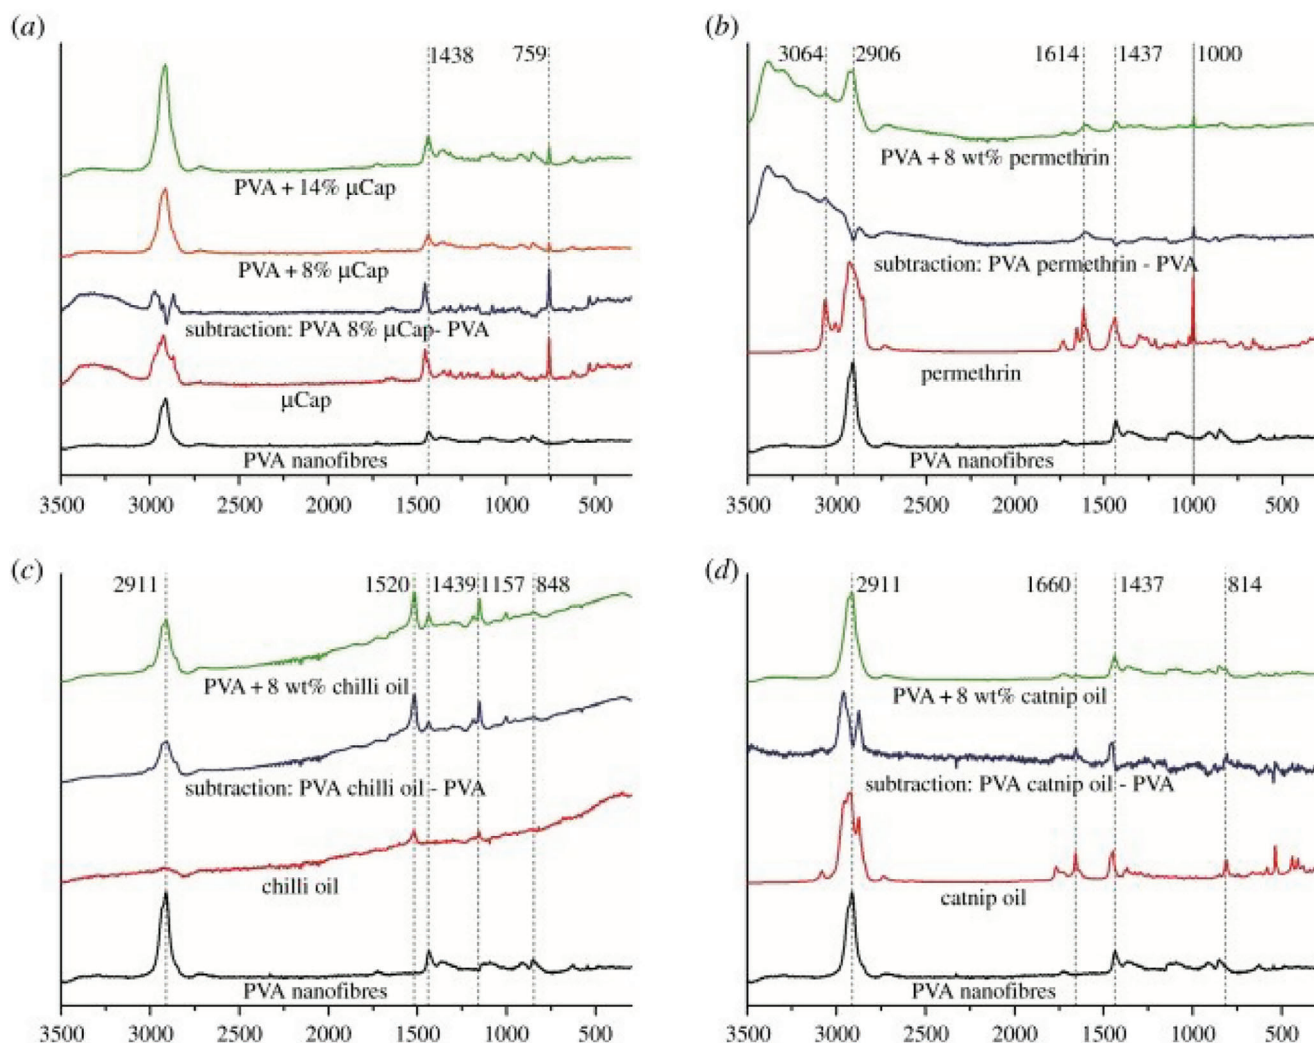 (a)
1438 759
PVA + 14% μCap
PVA + 8% μCap
subtraction: PVA 8% μCap- PVA
μCap
PVA nanofibres
3500 3000 2500 2000 1500 1000 500
(b)
3064 2906 1614 1437 1000
PVA + 8 wt% permethrin
subtraction: PVA permethrin - PVA
permethrin
PVA nanofibres
3500 3000 2500 2000 1500 1000 500
(c)
2911 1520 1439 1157 848
PVA + 8 wt% chilli oil
subtraction: PVA chilli oil - PVA
chilli oil
PVA nanofibres
3500 3000 2500 2000 1500 1000 500
(d)
2911 1660 1437 814
PVA + 8 wt% catnip oil
subtraction: PVA catnip oil - PVA
catnip oil
PVA nanofibres
3500 3000 2500 2000 1500 1000 500